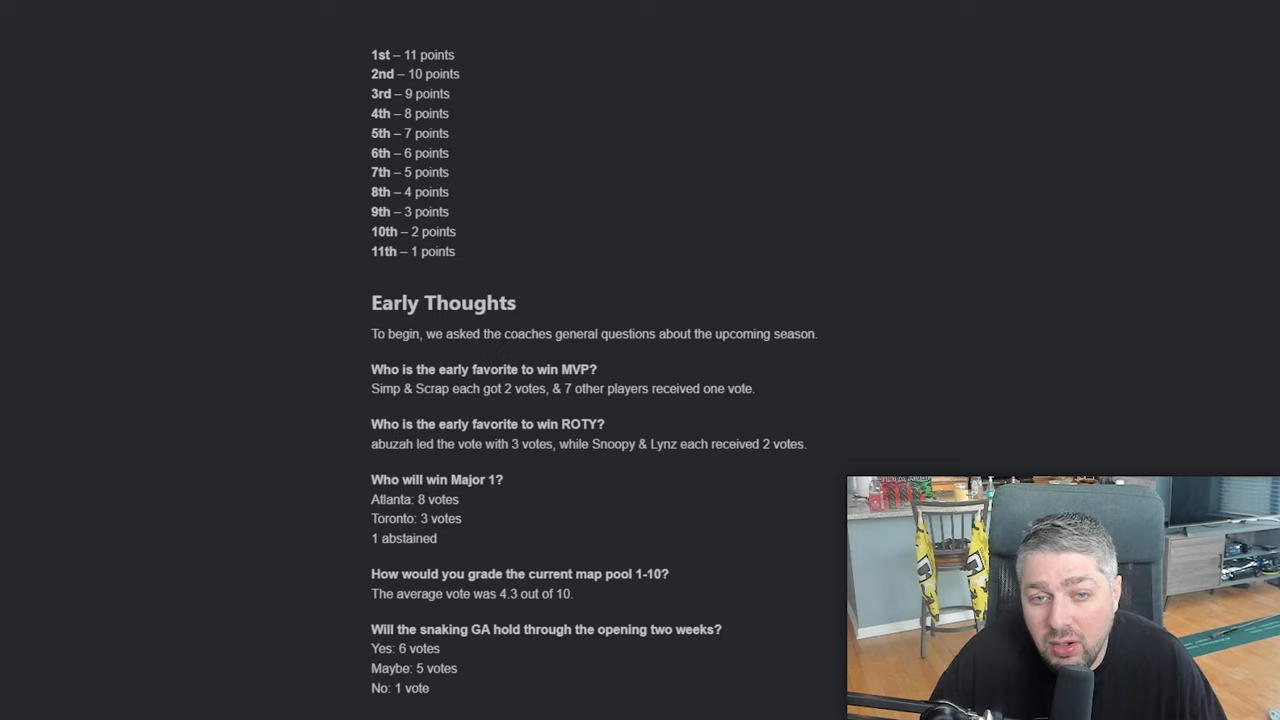 1st – 11 points
2nd – 10 points
3rd – 9 points
4th – 8 points
5th – 7 points
6th – 6 points
7th – 5 points
8th – 4 points
9th – 3 points
10th – 2 points
11th – 1 points
Early Thoughts
To begin, we asked the coaches general questions about the upcoming season.
Who is the early favorite to win MVP?
Simp & Scrap each got 2 votes, & 7 other players received one vote.
Who is the early favorite to win ROTY?
abuzah led the vote with 3 votes, while Snoopy & Lynz each received 2 votes.
Who will win Major 1?
Atlanta: 8 votes
Toronto: 3 votes
1 abstained
How would you grade the current map pool 1-10?
The average vote was 4.3 out of 10.
Will the snaking GA hold through the opening two weeks?
Yes: 6 votes
Maybe: 5 votes
No: 1 vote